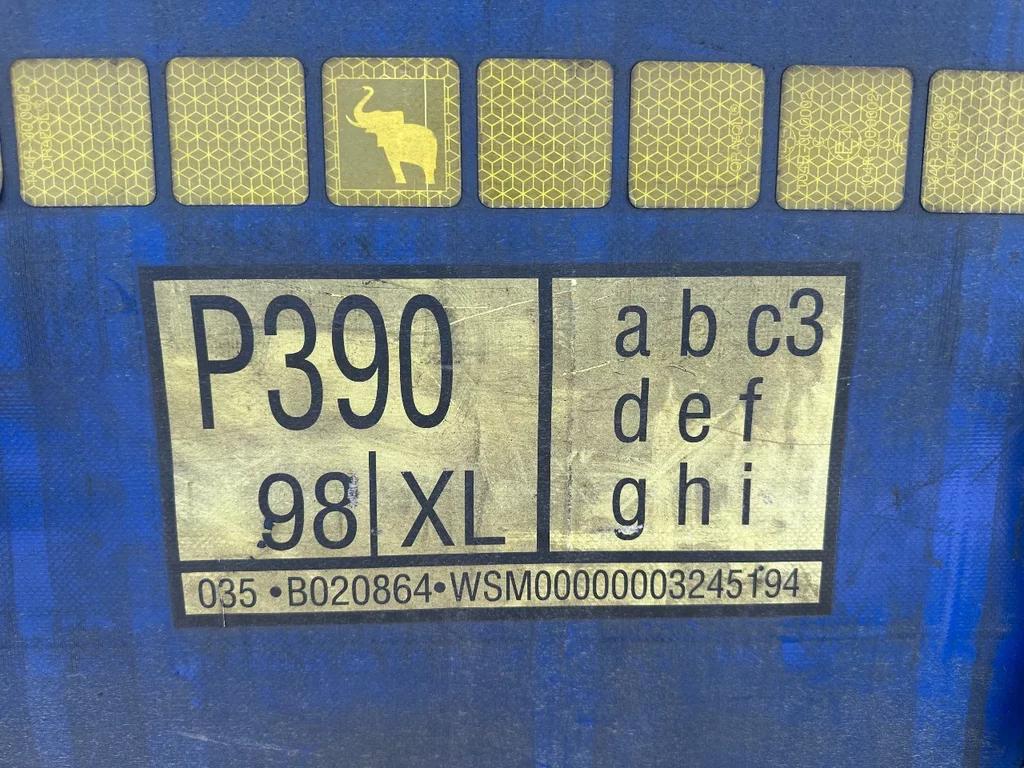 P390
98 XL
a b c3
d e f
g h i
035 • B020864 • WSM00000003245194